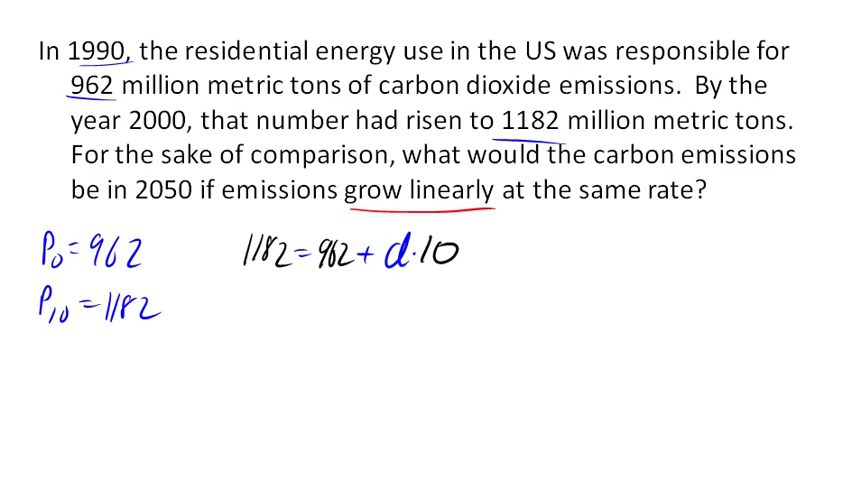 In 1990, the residential energy use in the US was responsible for
962 million metric tons of carbon dioxide emissions. By the
year 2000, that number had risen to 1182 million metric tons.
For the sake of comparison, what would the carbon emissions
be in 2050 if emissions grow linearly at the same rate?
P₀=962
1182=962+d·10
P₁₀=1182